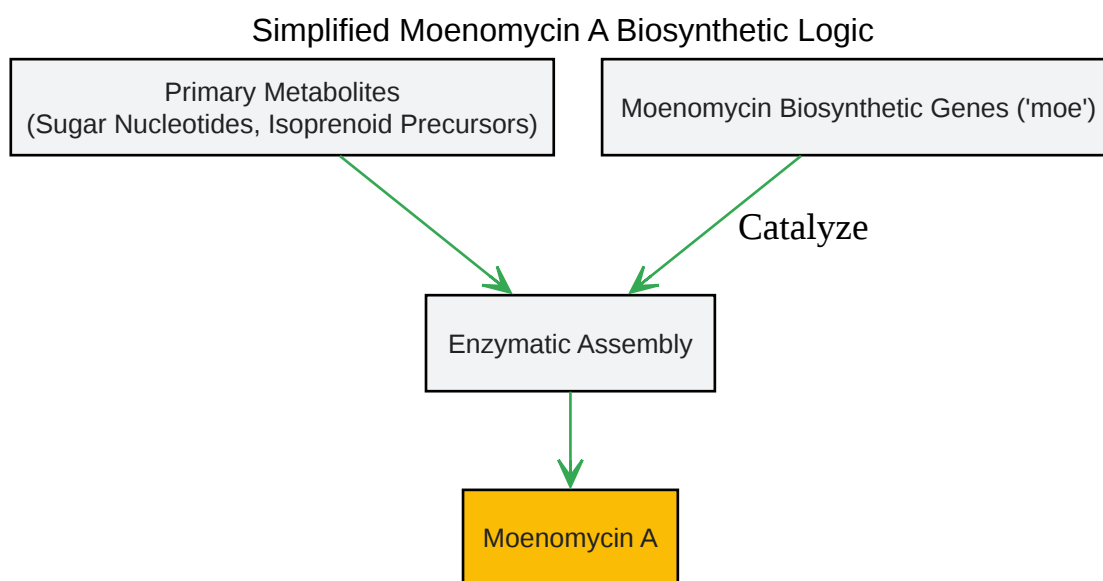 Simplified Moenomycin A Biosynthetic Logic
Primary Metabolites
(Sugar Nucleotides, Isoprenoid Precursors)
Moenomycin Biosynthetic Genes ('moe')
Catalyze
Enzymatic Assembly
Moenomycin A